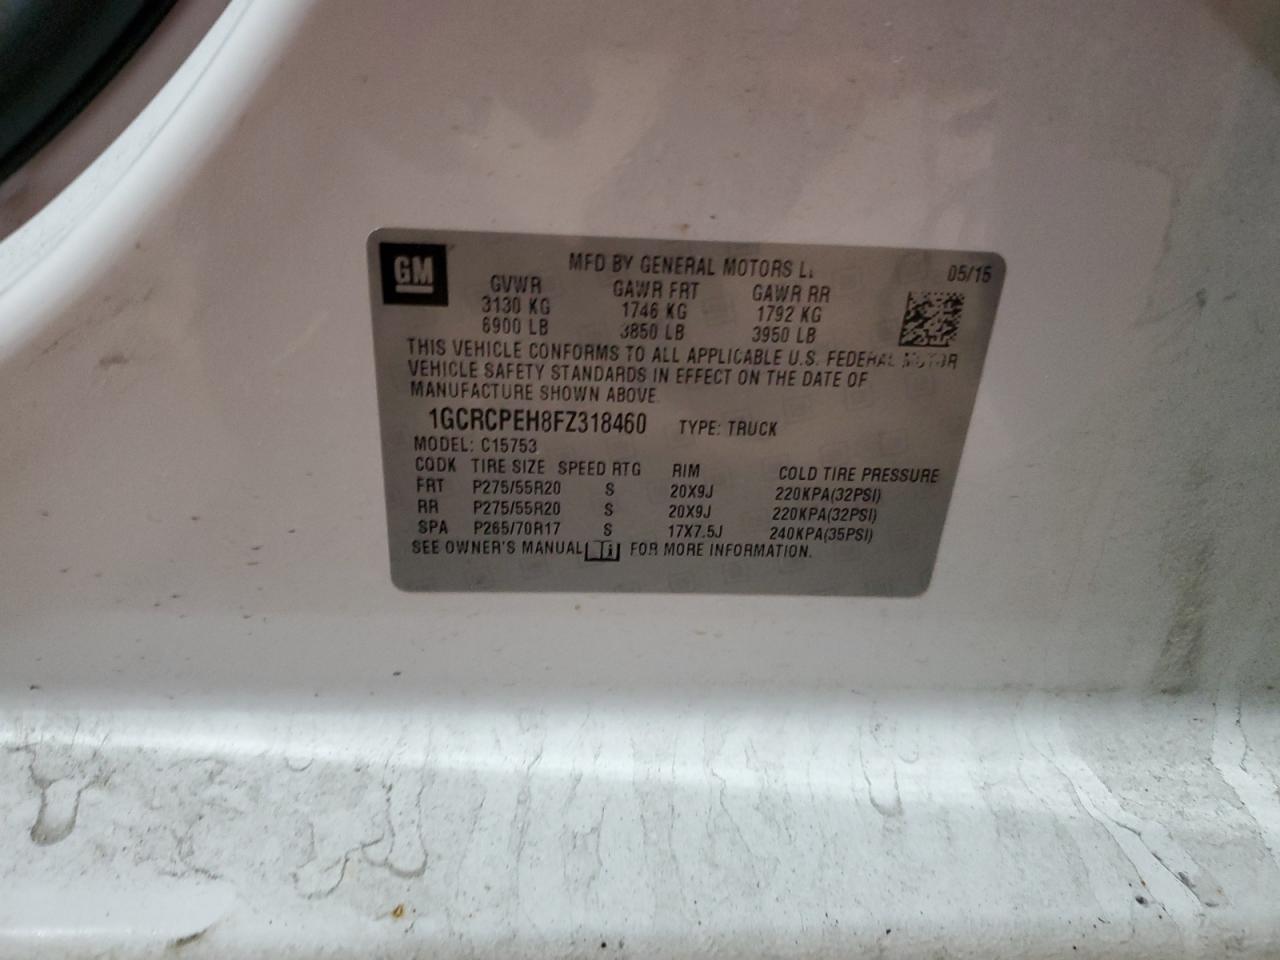 GM
MFD BY GENERAL MOTORS
05/15
GVWR GAWR FRT GAWR RR
3130 KG 1746 KG 1792 KG
6900 LB 3850 LB 3950 LB
THIS VEHICLE CONFORMS TO ALL APPLICABLE U.S. FEDERAL MOTOR
VEHICLE SAFETY STANDARDS IN EFFECT ON THE DATE OF
MANUFACTURE SHOWN ABOVE.
1GCRCPEH8FZ318460 TYPE: TRUCK
MODEL: C15753
CQDK TIRE SIZE SPEED RTG RIM COLD TIRE PRESSURE
FRT P275/55R20 S 20X9J 220KPA(32PSI)
RR P275/55R20 S 20X9J 220KPA(32PSI)
SPA P265/70R17 S 17X7.5J 240KPA(35PSI)
SEE OWNER'S MANUAL FOR MORE INFORMATION.